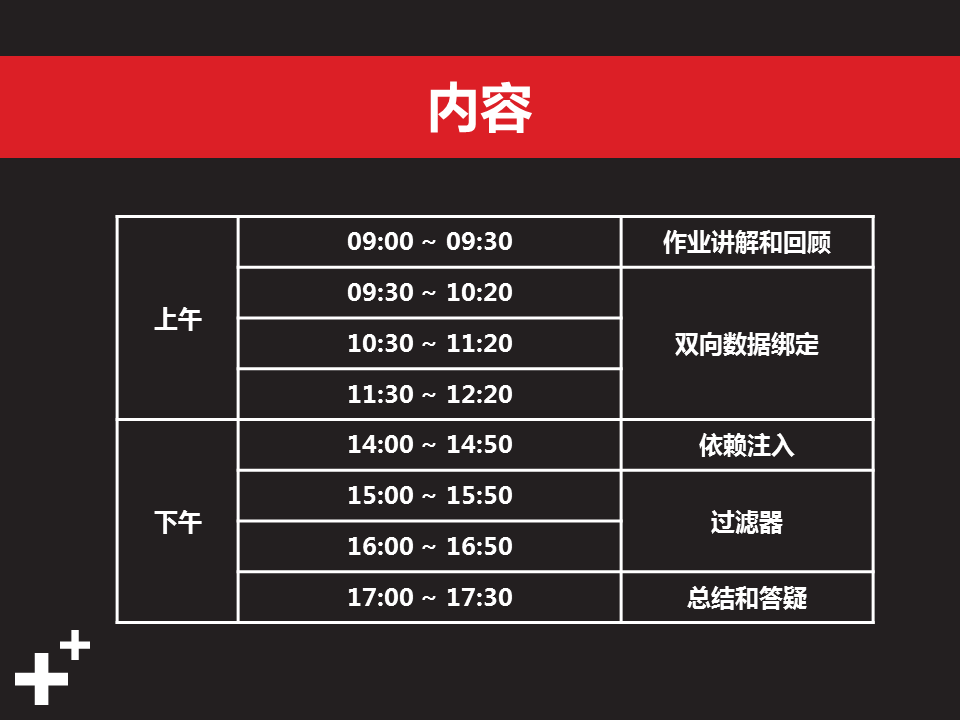 内容
上午
09:00 ~ 09:30
作业讲解和回顾
09:30 ~ 10:20
双向数据绑定
10:30 ~ 11:20
11:30 ~ 12:20
下午
14:00 ~ 14:50
依赖注入
15:00 ~ 15:50
过滤器
16:00 ~ 16:50
17:00 ~ 17:30
总结和答疑